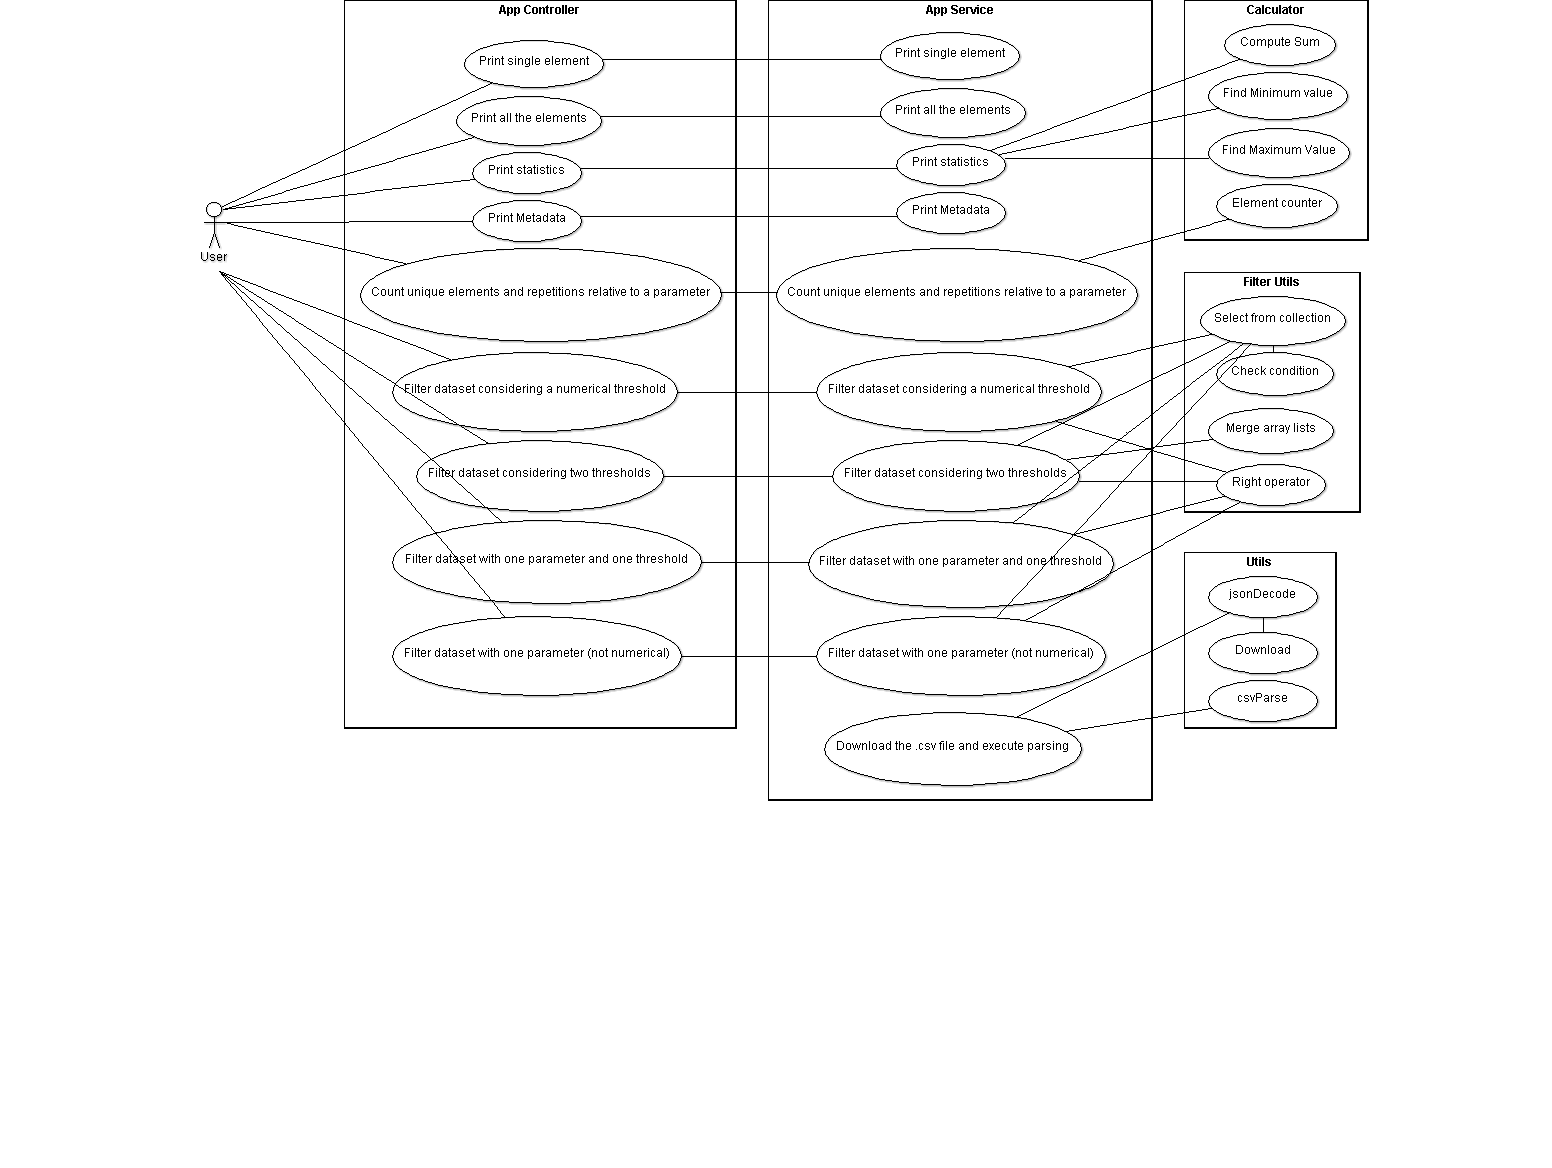 App Controller
Print single element
Print all the elements
Print statistics
Print Metadata
User
Count unique elements and repetitions relative to a parameter
Filter dataset considering a numerical threshold
Filter dataset considering two thresholds
Filter dataset with one parameter and one threshold
Filter dataset with one parameter (not numerical)
App Service
Print single element
Print all the elements
Print statistics
Print Metadata
Count unique elements and repetitions relative to a parameter
Filter dataset considering a numerical threshold
Filter dataset considering two thresholds
Filter dataset with one parameter and one threshold
Filter dataset with one parameter (not numerical)
Download the .csv file and execute parsing
Calculator
Compute Sum
Find Minimum value
Find Maximum Value
Element counter
Filter Utils
Select from collection
Check condition
Merge array lists
Right operator
Utils
jsonDecode
Download
csvParse